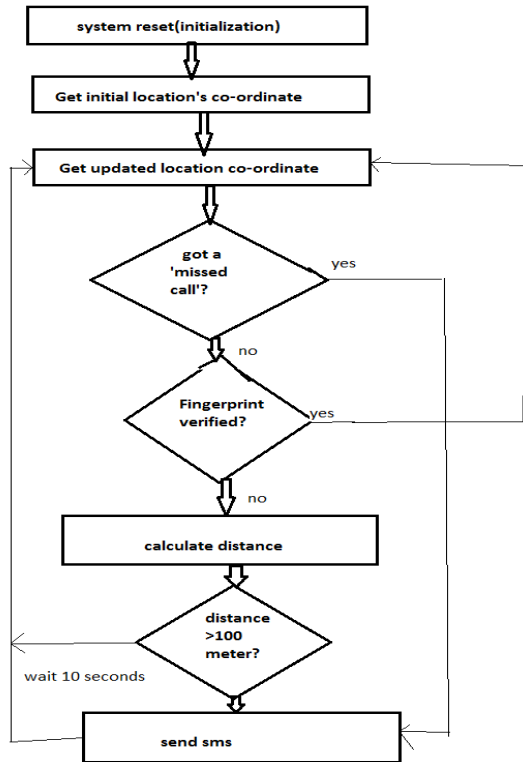 system reset(initialization)
Get initial location's co-ordinate
Get updated location co-ordinate
got a
'missed
call'?
yes
no
Fingerprint
verified?
yes
no
calculate distance
distance
>100
meter?
wait 10 seconds
send sms